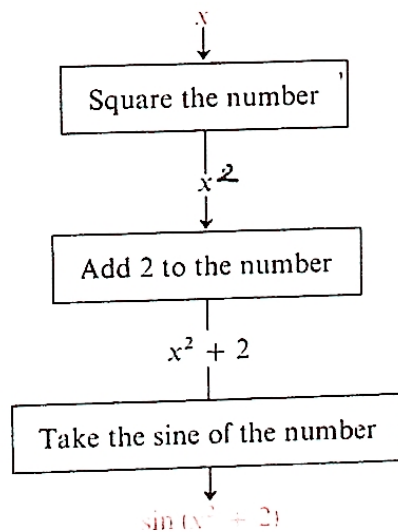 x
Square the number
x 2
Add 2 to the number
x² + 2
Take the sine of the number
sin (x² + 2)